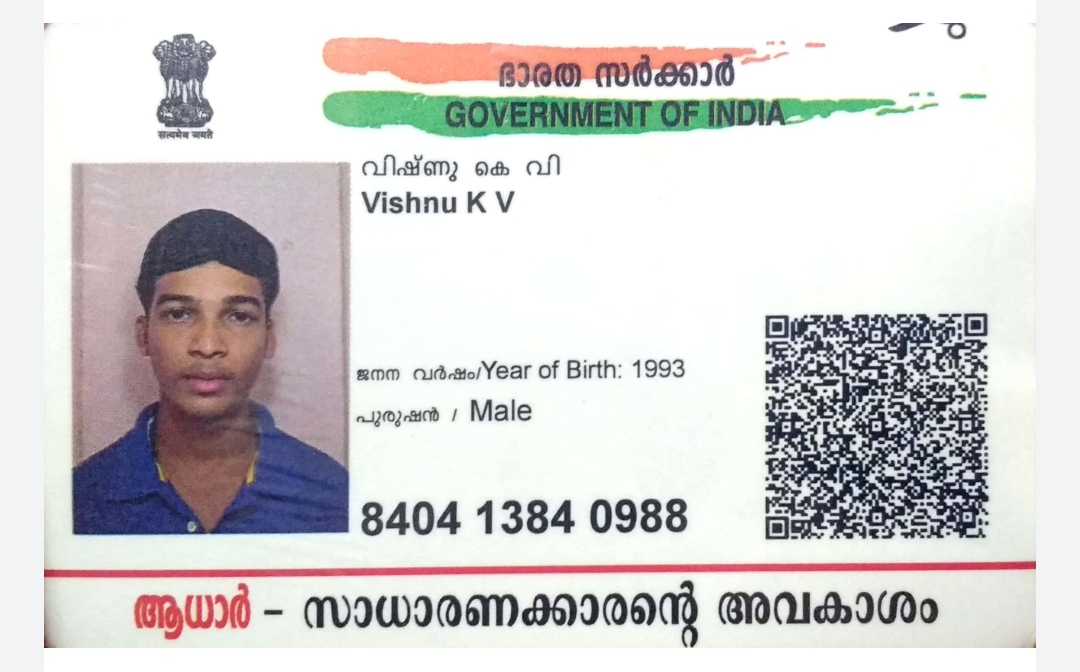 ഭാരത സർക്കാർ
GOVERNMENT OF INDIA
सत्यमेव जयते
വിഷ്ണു കെ വി
Vishnu K V
ജനന വർഷം/Year of Birth: 1993
പുരുഷൻ / Male
8404 1384 0988
ആധാർ – സാധാരണക്കാരന്റെ അവകാശം